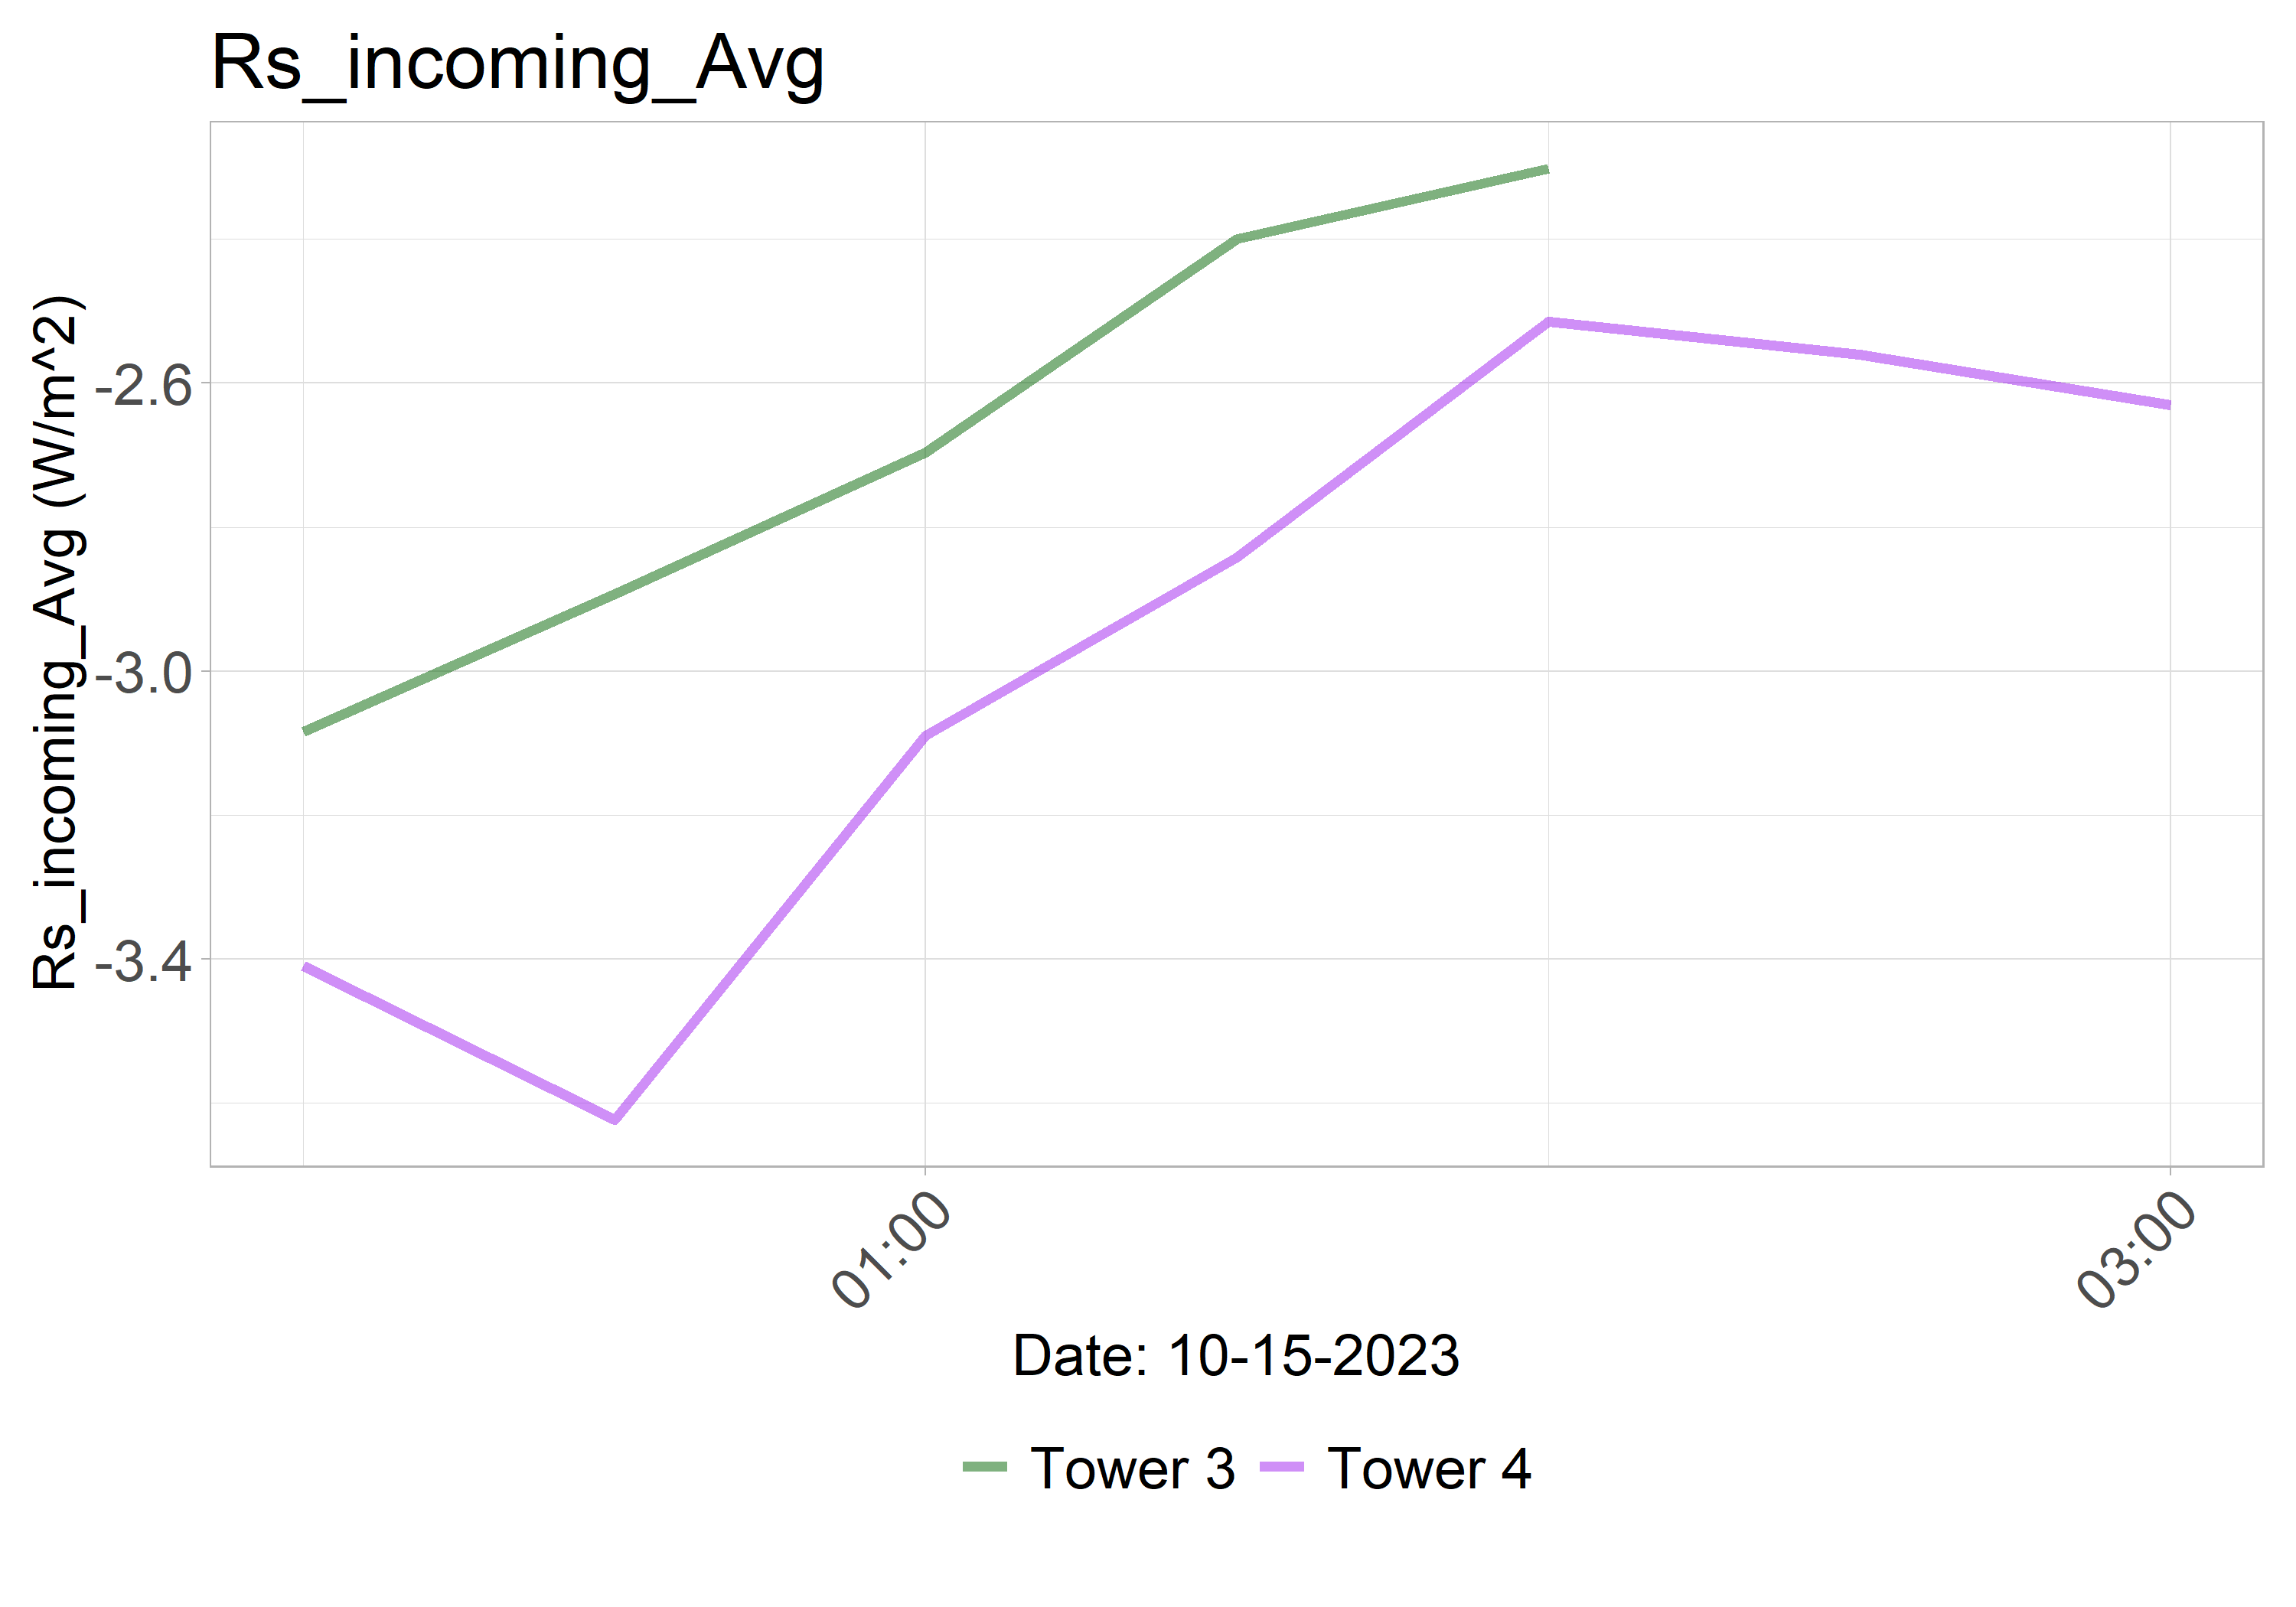 Rs_incoming_Avg
Rs_incoming_Avg (W/m^2)
-2.6
-3.0
-3.4
01:00
03:00
Date: 10-15-2023
Tower 3
Tower 4